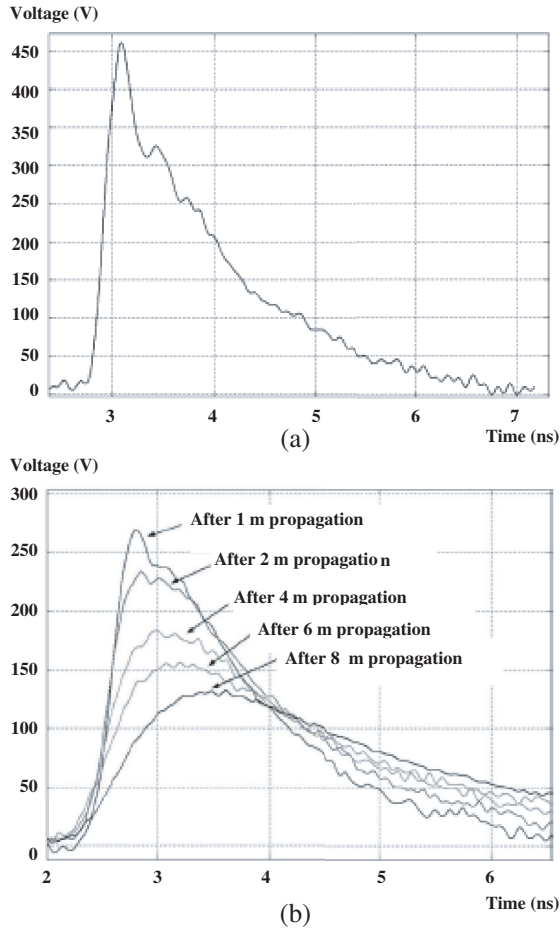 Voltage (V)
450
400
350
300
250
200
150
100
50
0
3 4 5 6 7
Time (ns)
(a)
Voltage (V)
300
After 1 m propagation
250
After 2 m propagation
200
After 4 m propagation
After 6 m propagation
150
After 8 m propagation
100
50
0
2 3 4 5 6
Time (ns)
(b)